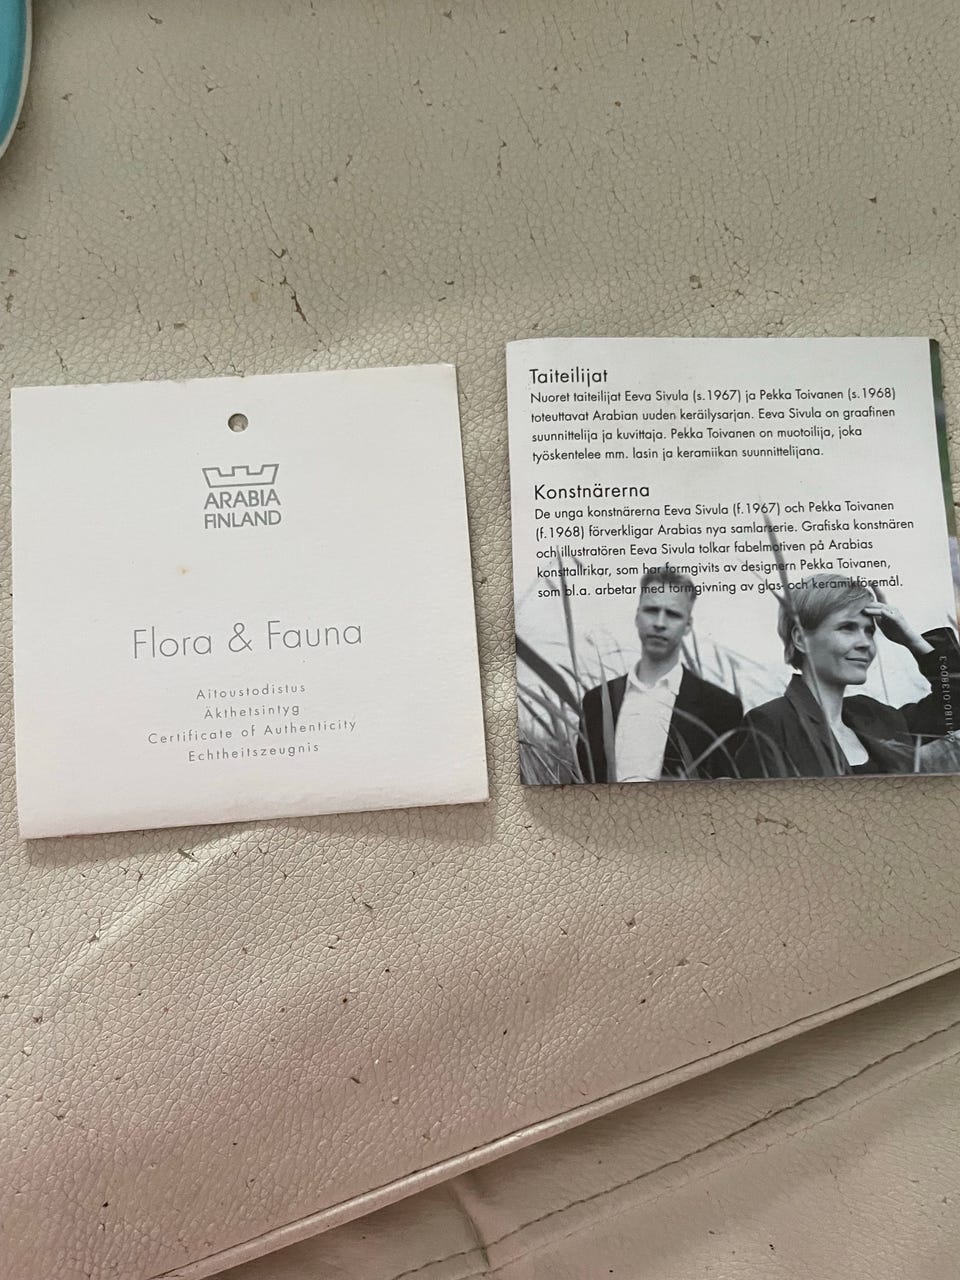 ARABIA
FINLAND
Flora & Fauna
Aitoustodistus
Äkthetsintyg
Certificate of Authenticity
Echtheitszeugnis
Taiteilijat
Nuoret taiteilijat Eeva Sivula (s.1967) ja Pekka Toivanen (s.1968)
toteuttavat Arabian uuden keräilysarjan. Eeva Sivula on graafinen
suunnittelija ja kuvittaja. Pekka Toivanen on muotoilija, joka
työskentelee mm. lasin ja keramiikan suunnittelijana.
Konstnärerna
De unga konstnärerna Eeva Sivula (f.1967) och Pekka Toivanen
(f.1968) förverkligar Arabias nya samlarserie. Grafiska konstnären
och illustratören Eeva Sivula tolkar fabelmotiven på Arabias
konsttallrikar, som har formgivits av designern Pekka Toivanen,
som bl.a. arbetar med formgivning av glas- och keramikföremål.